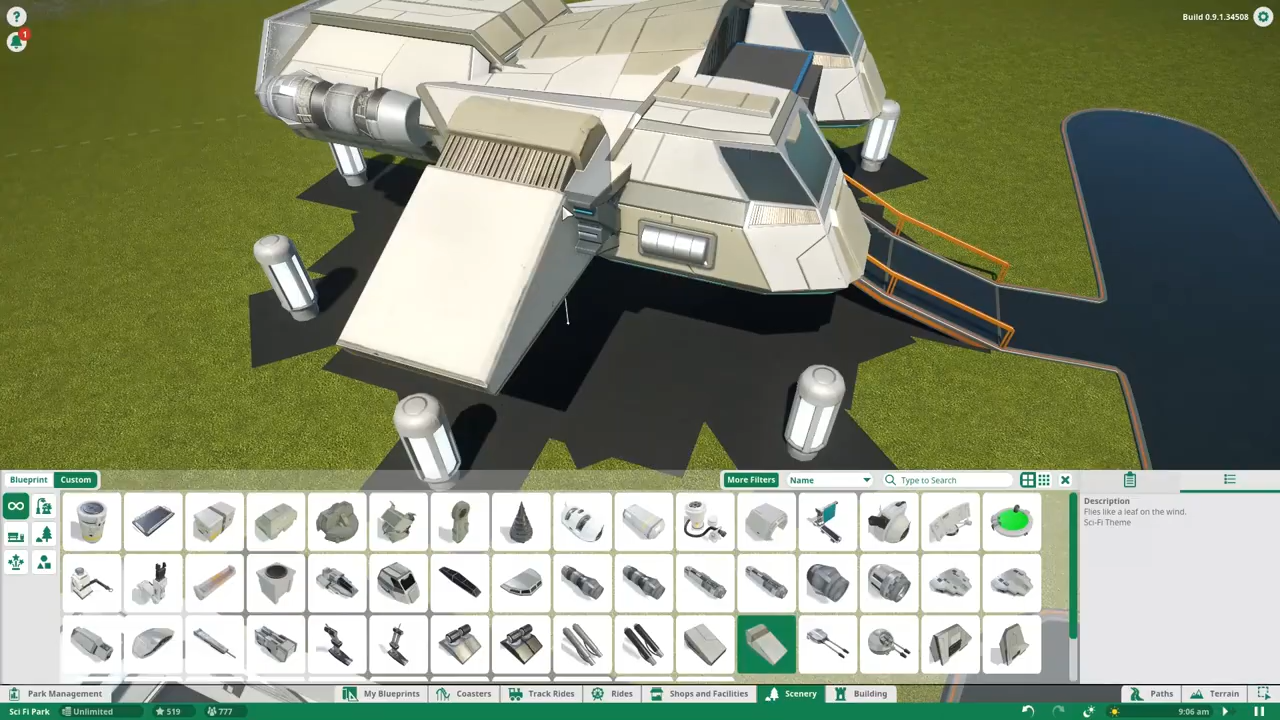 ?
1
Build 0.9.1.34508
Blueprint
Custom
More Filters
Name
Type to Search
Description
Flies like a leaf on the wind.
Sci-Fi Theme
Park Management
My Blueprints
Coasters
Track Rides
Rides
Shops and Facilities
Scenery
Building
Paths
Terrain
Sci Fi Park
Unlimited
519
777
9:06 am